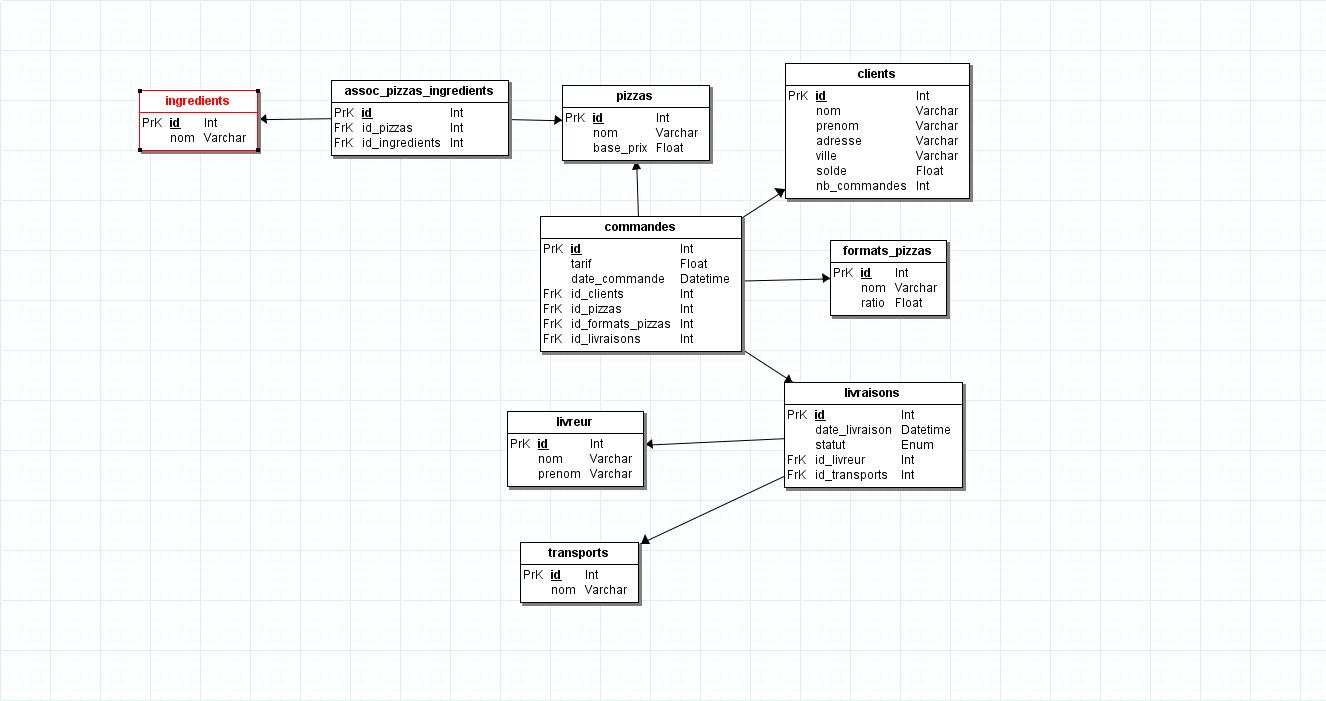 ingredients
PrK id Int
nom Varchar
assoc_pizzas_ingredients
PrK id Int
FrK id_pizzas Int
FrK id_ingredients Int
pizzas
PrK id Int
nom Varchar
base_prix Float
clients
PrK id Int
nom Varchar
prenom Varchar
adresse Varchar
ville Varchar
solde Float
nb_commandes Int
commandes
PrK id Int
tarif Float
date_commande Datetime
FrK id_clients Int
FrK id_pizzas Int
FrK id_formats_pizzas Int
FrK id_livraisons Int
formats_pizzas
PrK id Int
nom Varchar
ratio Float
livraisons
PrK id Int
date_livraison Datetime
statut Enum
FrK id_livreur Int
FrK id_transports Int
livreur
PrK id Int
nom Varchar
prenom Varchar
transports
PrK id Int
nom Varchar